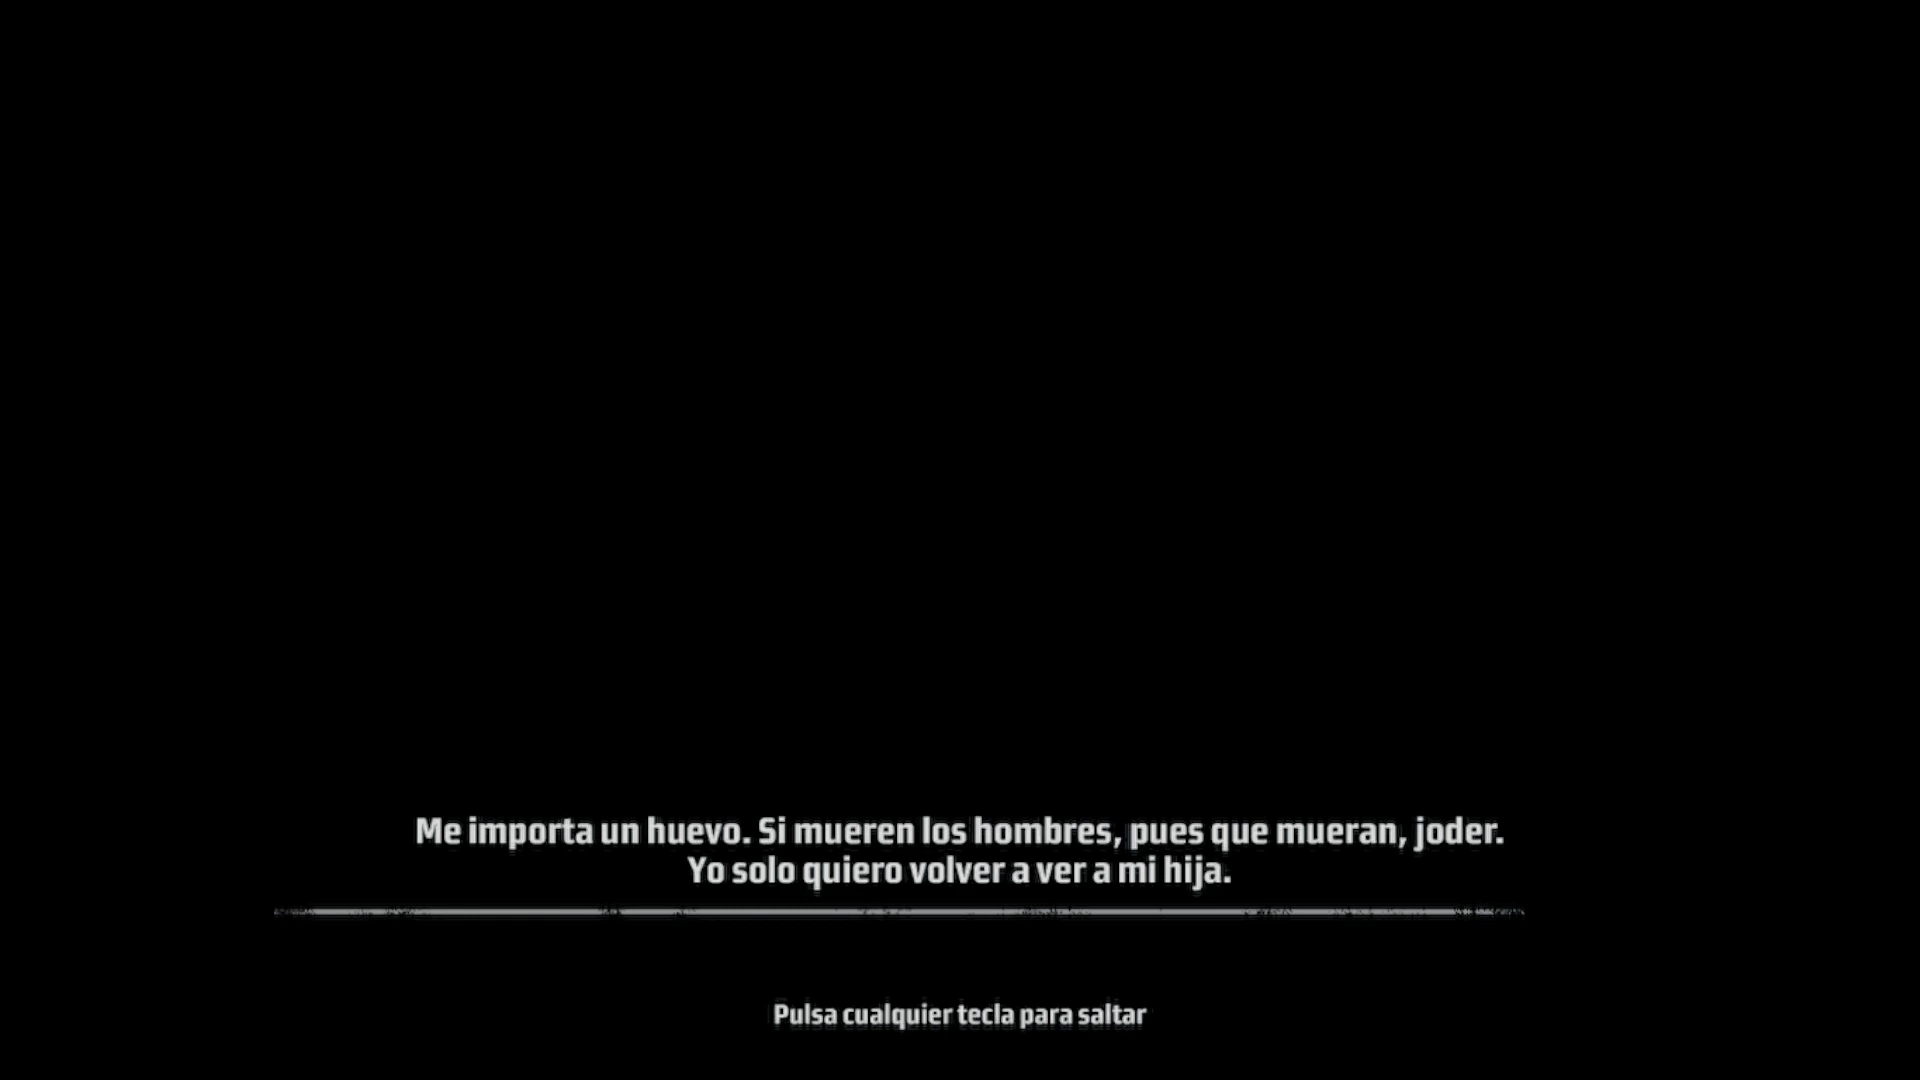 Me importa un huevo. Si mueren los hombres, pues que mueran, joder.
Yo solo quiero volver a ver a mi hija.
Pulsa cualquier tecla para saltar